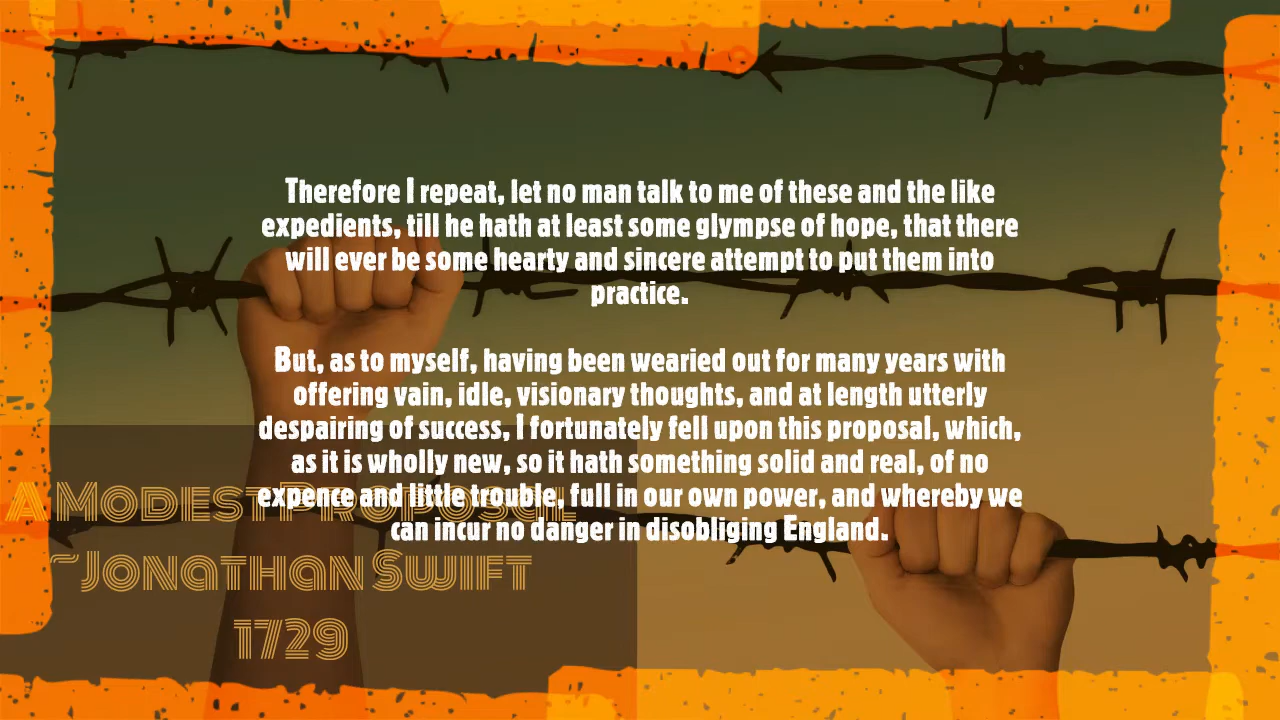 Therefore I repeat, let no man talk to me of these and the like
expedients, till he hath at least some glympse of hope, that there
will ever be some hearty and sincere attempt to put them into
practice.
But, as to myself, having been wearied out for many years with
offering vain, idle, visionary thoughts, and at length utterly
despairing of success, I fortunately fell upon this proposal, which,
as it is wholly new, so it hath something solid and real, of no
expence and little trouble, full in our own power, and whereby we
can incur no danger in disobliging England.
A Modest Proposal
~Jonathan Swift
1729